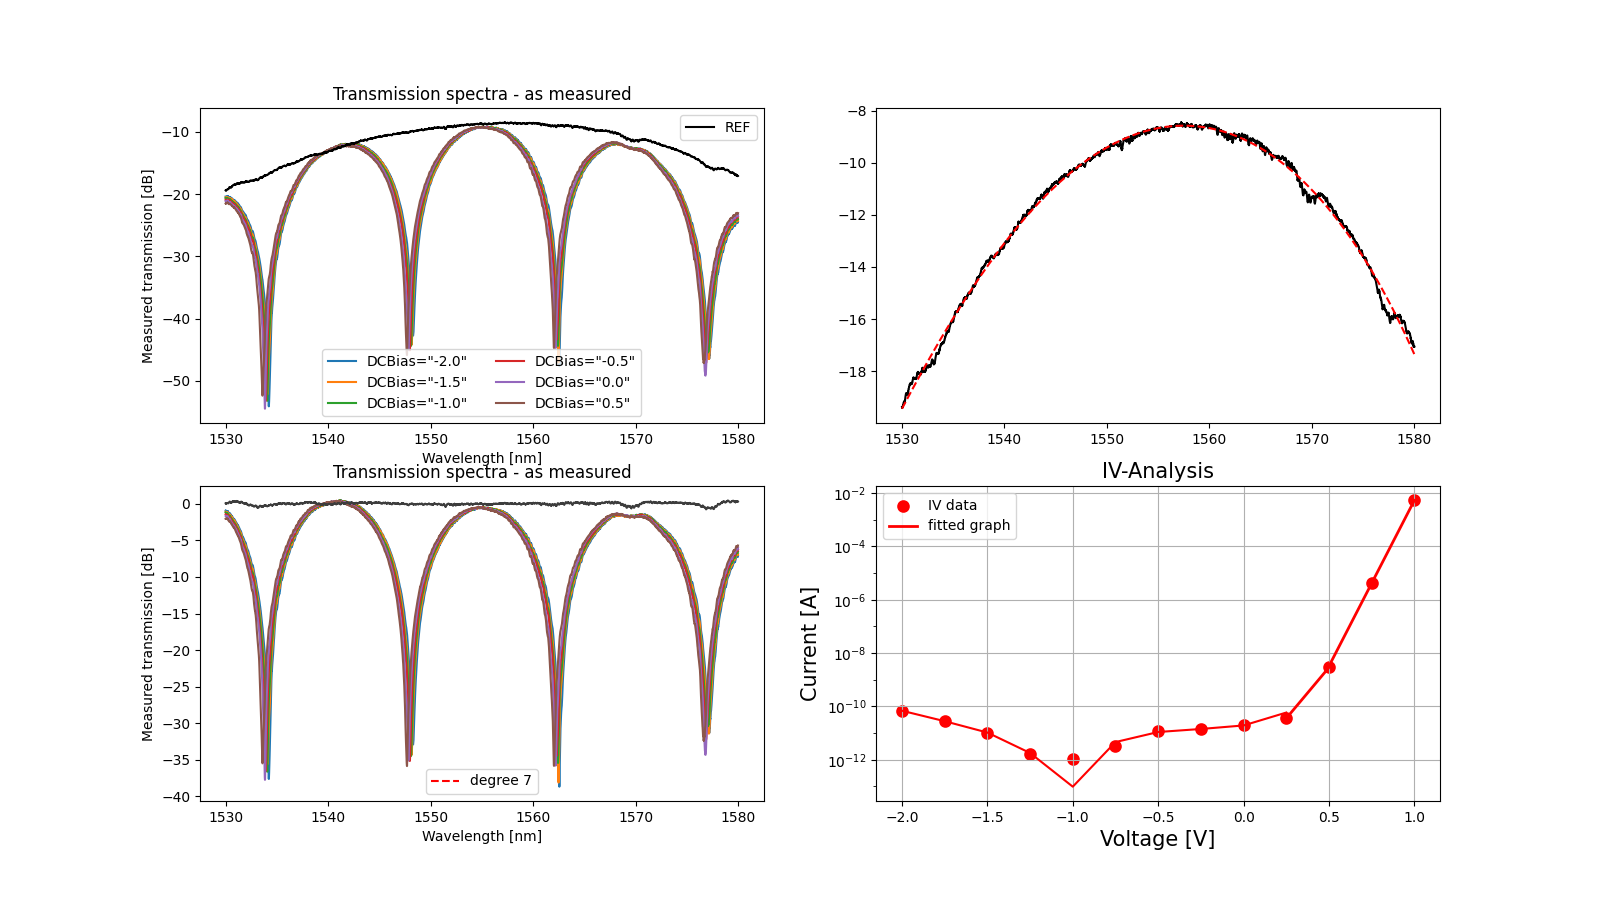 Transmission spectra - as measured
REF
Measured transmission [dB]
−10
−20
−30
−40
−50
DCBias="-2.0"
DCBias="-1.5"
DCBias="-1.0"
DCBias="-0.5"
DCBias="0.0"
DCBias="0.5"
1530 1540 1550 1560 1570 1580
Wavelength [nm]
−8
−10
−12
−14
−16
−18
1530 1540 1550 1560 1570 1580
Transmission spectra - as measured
Measured transmission [dB]
0
−5
−10
−15
−20
−25
−30
−35
−40
degree 7
1530 1540 1550 1560 1570 1580
Wavelength [nm]
IV-Analysis
IV data
fitted graph
Current [A]
10⁻²
10⁻⁴
10⁻⁶
10⁻⁸
10⁻¹⁰
10⁻¹²
−2.0 −1.5 −1.0 −0.5 0.0 0.5 1.0
Voltage [V]